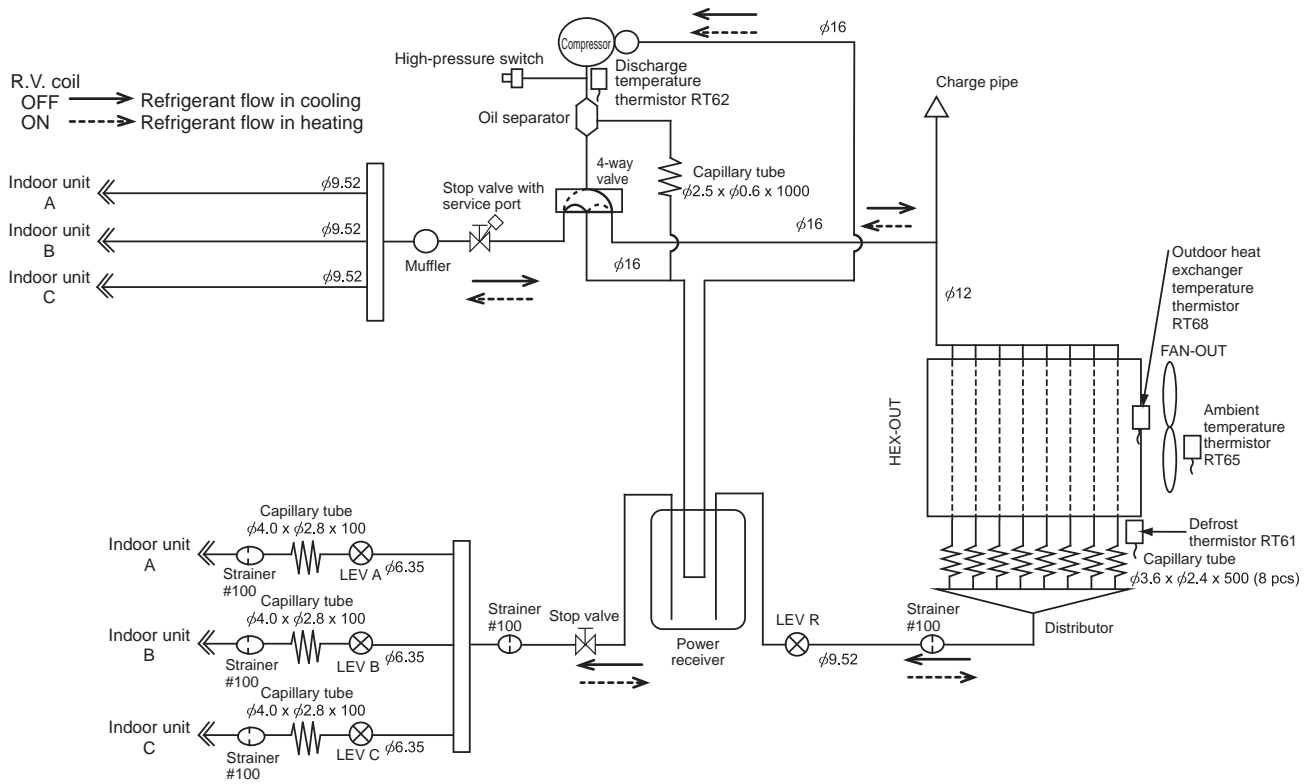 R.V. coil
OFF Refrigerant flow in cooling
ON Refrigerant flow in heating
High-pressure switch
Compressor
Discharge
temperature
thermistor RT62
Oil separator
ϕ16
Charge pipe
4-way
valve
Capillary tube
ϕ2.5 x ϕ0.6 x 1000
Stop valve with
service port
Indoor unit
A
ϕ9.52
Indoor unit
B
ϕ9.52
Indoor unit
C
ϕ9.52
Muffler
ϕ16
ϕ16
ϕ12
Outdoor heat
exchanger
temperature
thermistor
RT68
FAN-OUT
HEX-OUT
Ambient
temperature
thermistor
RT65
Defrost
thermistor RT61
Capillary tube
ϕ3.6 x ϕ2.4 x 500 (8 pcs)
Distributor
Strainer
#100
LEV R
ϕ9.52
Power
receiver
Stop valve
Strainer
#100
Capillary tube
ϕ4.0 x ϕ2.8 x 100
Indoor unit
A
Strainer
#100
LEV A
ϕ6.35
Capillary tube
ϕ4.0 x ϕ2.8 x 100
Indoor unit
B
Strainer
#100
LEV B
ϕ6.35
Capillary tube
ϕ4.0 x ϕ2.8 x 100
Indoor unit
C
Strainer
#100
LEV C
ϕ6.35